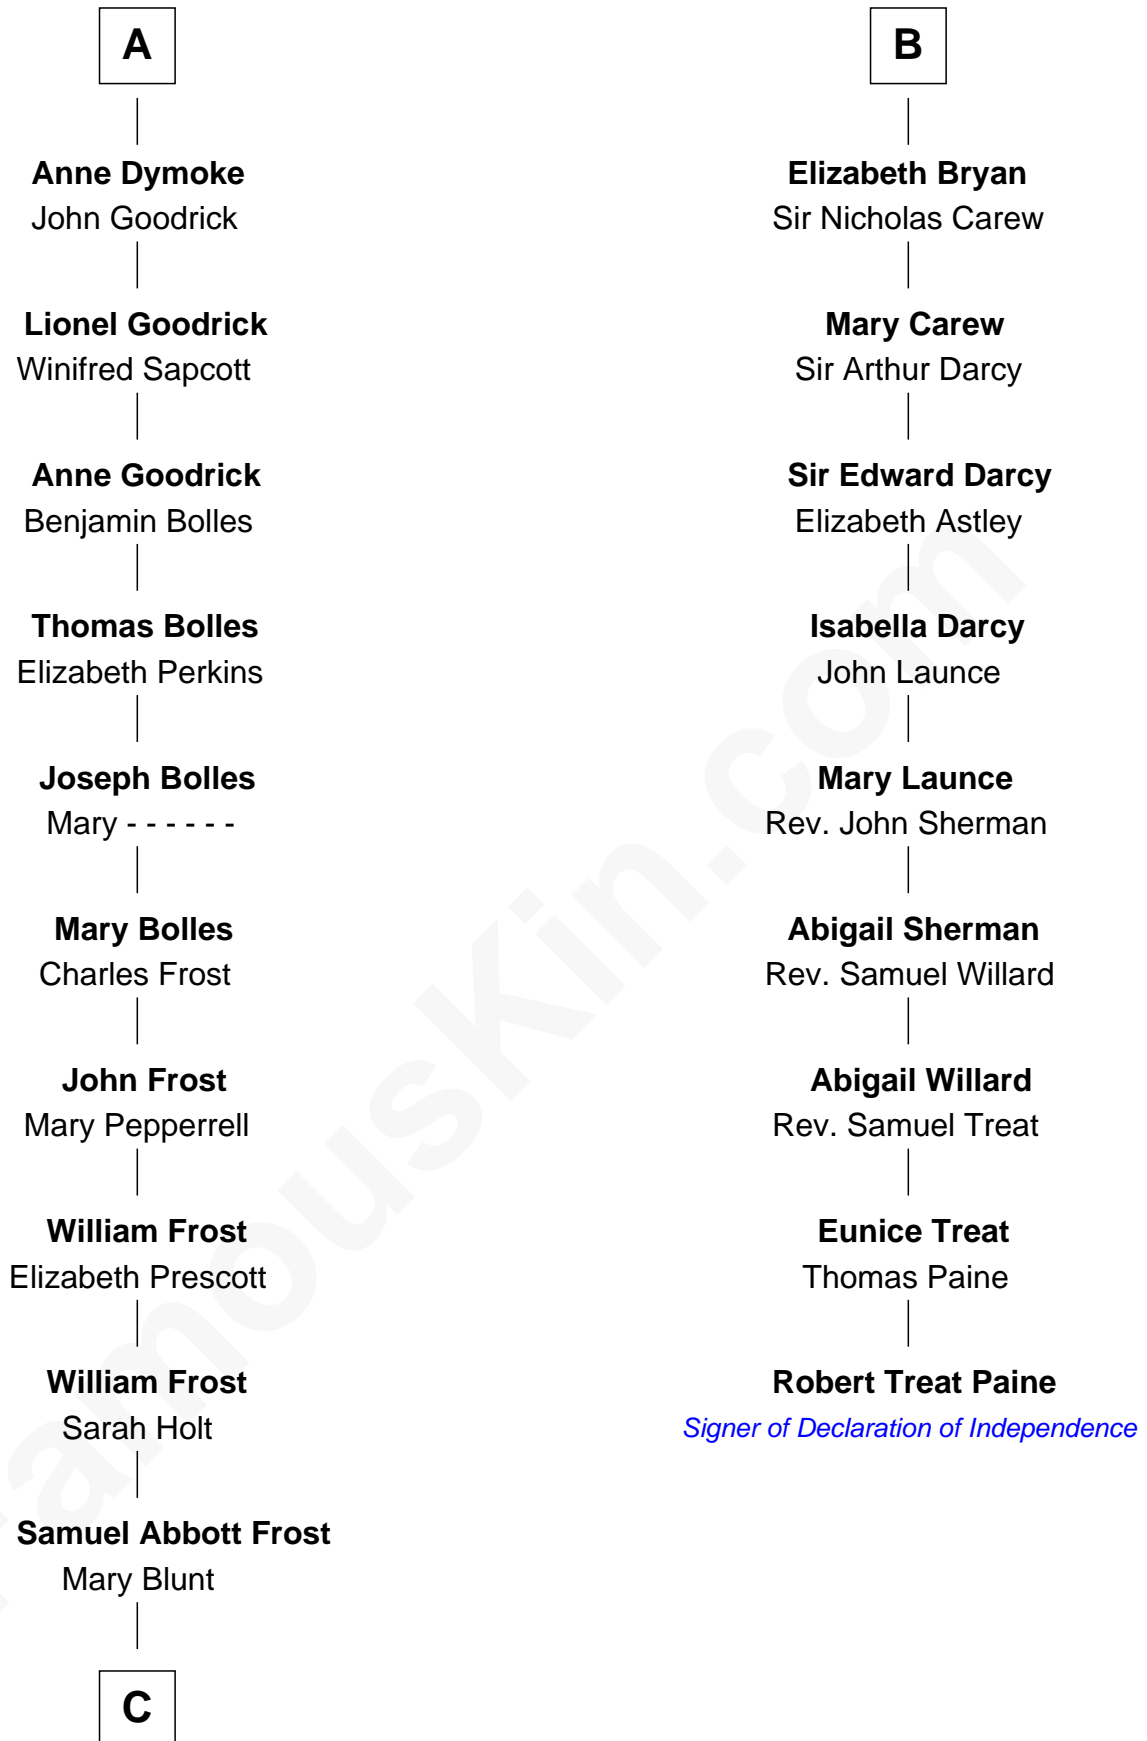 A
Anne Dymoke
John Goodrick
Lionel Goodrick
Winifred Sapcott
Anne Goodrick
Benjamin Bolles
Thomas Bolles
Elizabeth Perkins
Joseph Bolles
Mary - - - - - -
Mary Bolles
Charles Frost
John Frost
Mary Pepperrell
William Frost
Elizabeth Prescott
William Frost
Sarah Holt
Samuel Abbott Frost
Mary Blunt
C
B
Elizabeth Bryan
Sir Nicholas Carew
Mary Carew
Sir Arthur Darcy
Sir Edward Darcy
Elizabeth Astley
Isabella Darcy
John Launce
Mary Launce
Rev. John Sherman
Abigail Sherman
Rev. Samuel Willard
Abigail Willard
Rev. Samuel Treat
Eunice Treat
Thomas Paine
Robert Treat Paine
Signer of Declaration of Independence
FamousKin.com